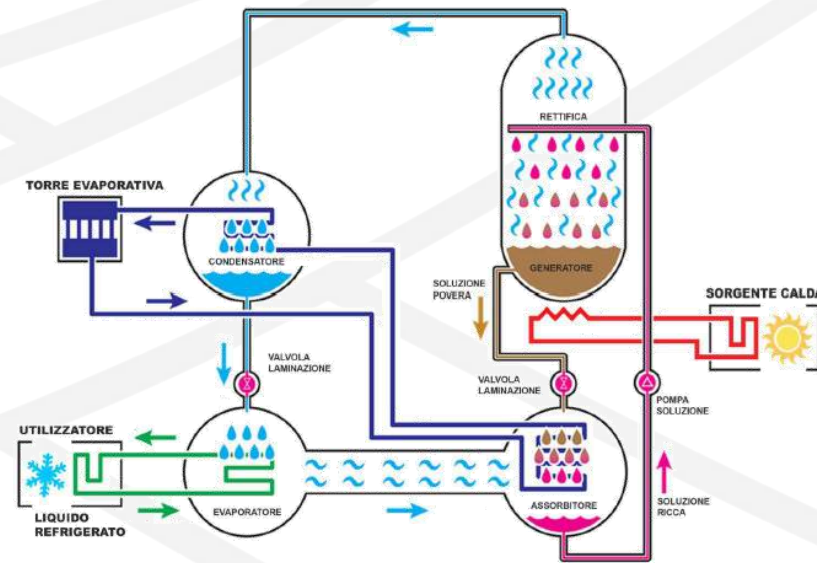 RETTIFICA
TORRE EVAPORATIVA
CONDENSATORE
GENERATORE
SOLUZIONE
POVERA
SORGENTE CALDA
VALVOLA
LAMINAZIONE
VALVOLA
LAMINAZIONE
POMPA
SOLUZIONE
UTILIZZATORE
LIQUIDO
REFRIGERATO
EVAPORATORE
ASSORBITORE
SOLUZIONE
RICCA